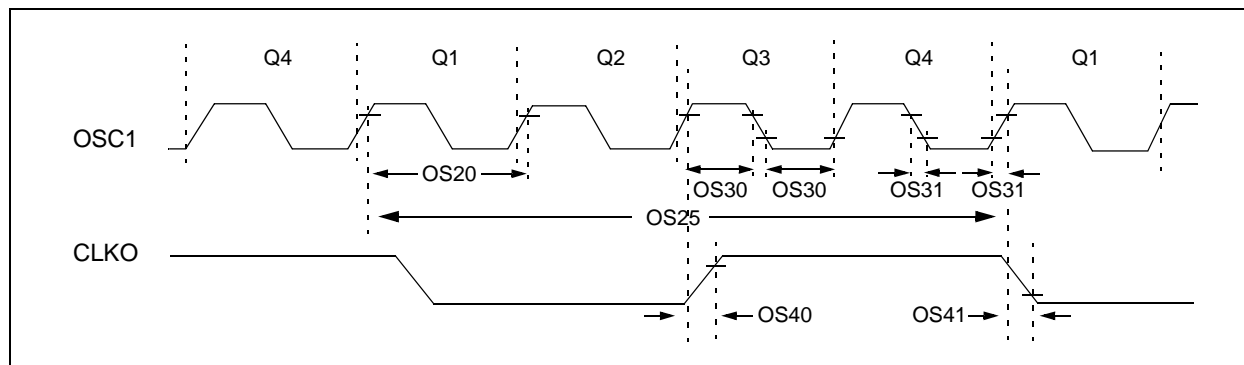 Q4 Q1 Q2 Q3 Q4 Q1
OSC1
OS20 OS30 OS30 OS31 OS31
OS25
CLKO
OS40 OS41